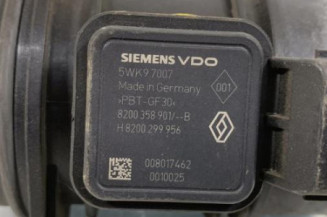 SIEMENS VDO
5WK9 7007
Made in Germany
001
>PBT-GF30<
8200 358 901/--B
H 8200 299 956
008017462
0010025